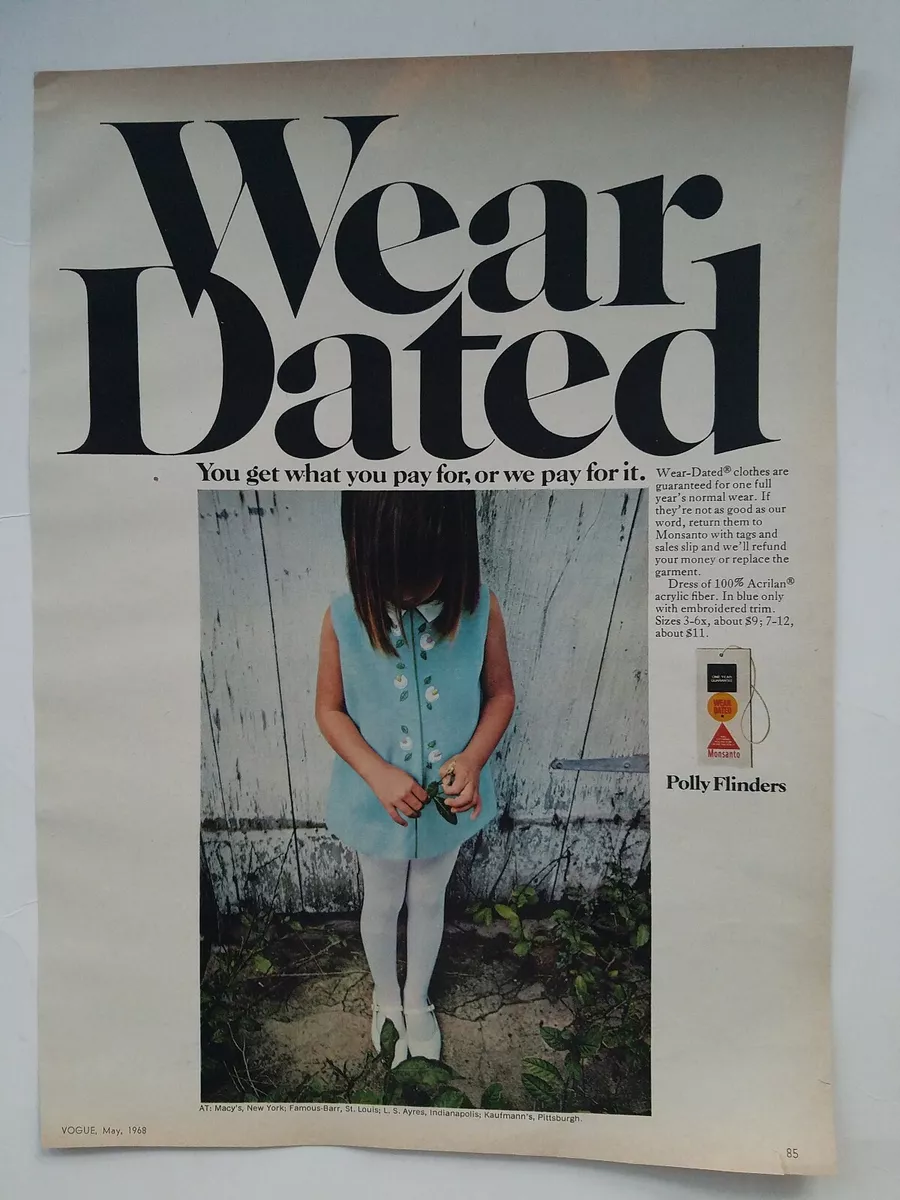 Wear
Dated
You get what you pay for, or we pay for it.
Wear-Dated® clothes are
guaranteed for one full
year's normal wear. If
they're not as good as our
word, return them to
Monsanto with tags and
sales slip and we'll refund
your money or replace the
garment.
Dress of 100% Acrilan®
acrylic fiber. In blue only
with embroidered trim.
Sizes 3-6x, about $9; 7-12,
about $11.
ONE YEAR
GUARANTEE
WEAR
DATED
Monsanto
Polly Flinders
AT: Macy's, New York; Famous-Barr, St. Louis; L. S. Ayres, Indianapolis; Kaufmann's, Pittsburgh.
VOGUE, May, 1968
85